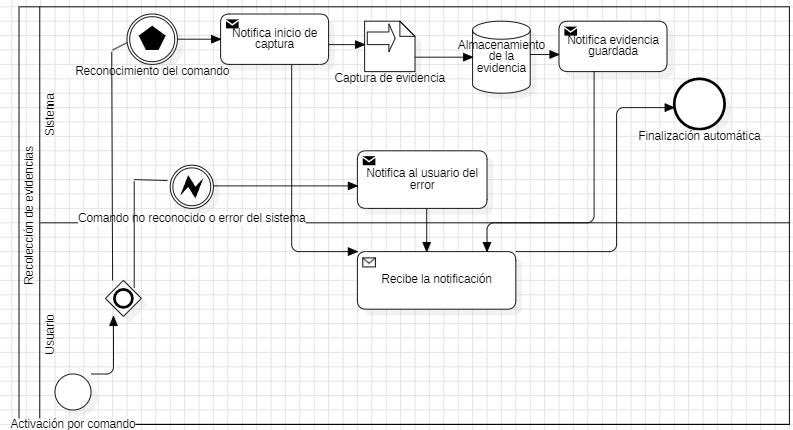 Recolección de evidencias
Sistema
Usuario
Reconocimiento del comando
Notifica inicio de
captura
Captura de evidencia
Almacenamiento
de la
evidencia
Notifica evidencia
guardada
Finalización automática
Comando no reconocido o error del sistema
Notifica al usuario del
error
Recibe la notificación
Activación por comando